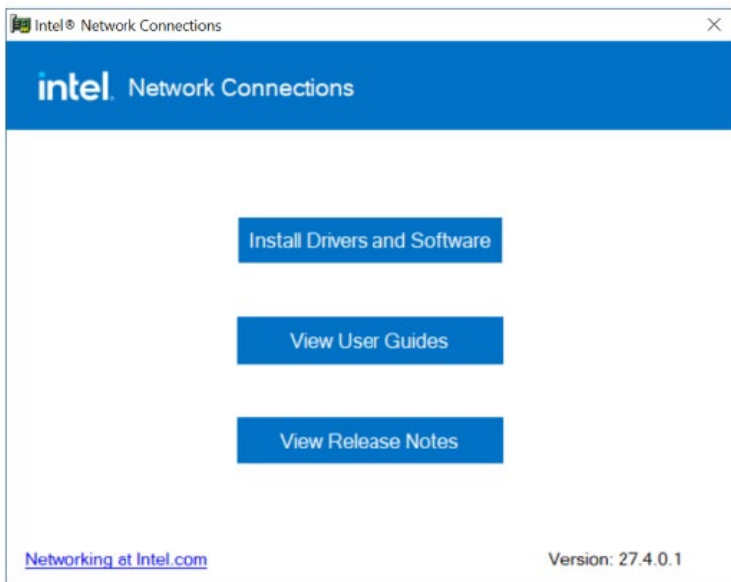 Intel® Network Connections
intel. Network Connections
Install Drivers and Software
View User Guides
View Release Notes
Networking at Intel.com
Version: 27.4.0.1